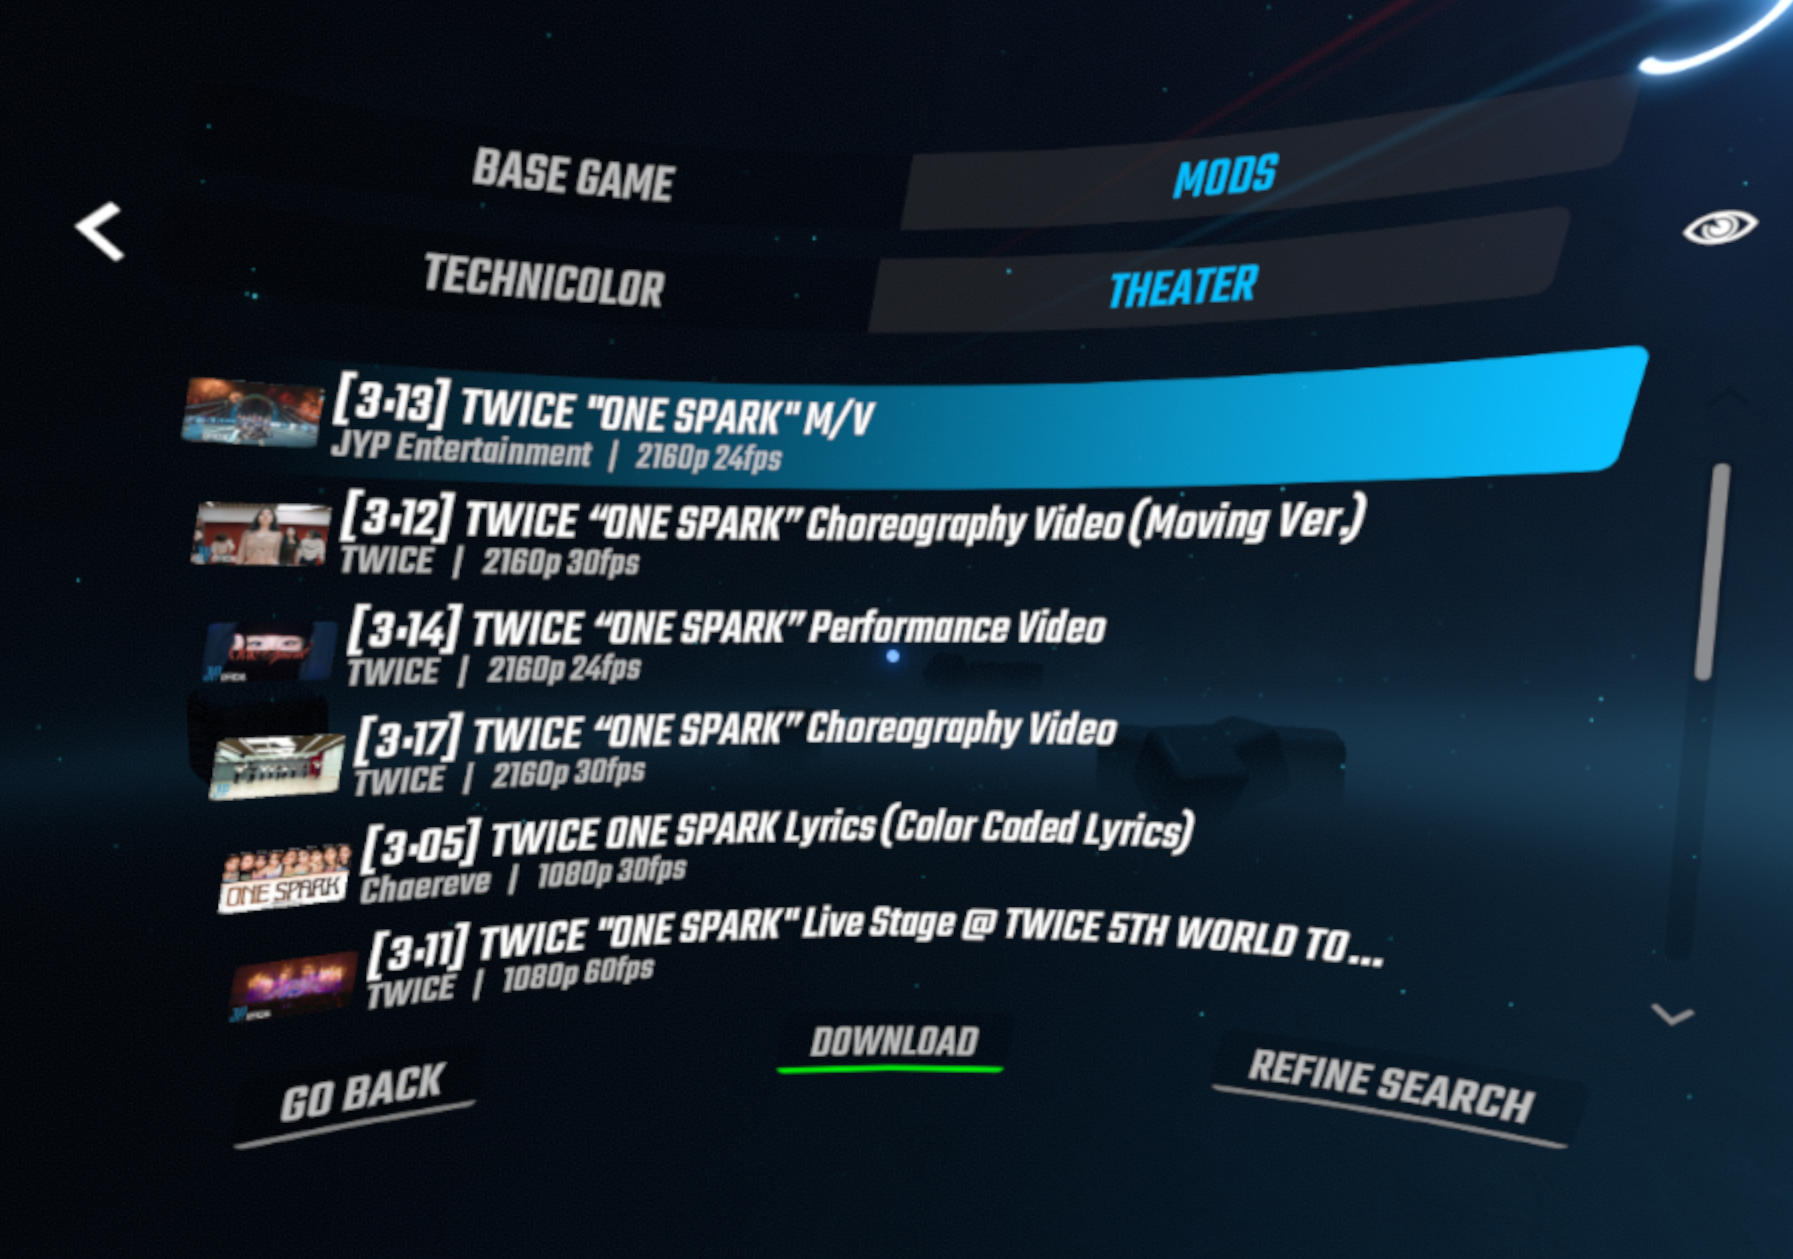 BASE GAME
MODS
TECHNICOLOR
THEATER
[3:13] TWICE "ONE SPARK" M/V
JYP Entertainment | 2160p 24fps
[3:12] TWICE “ONE SPARK” Choreography Video (Moving Ver.)
TWICE | 2160p 30fps
[3:14] TWICE “ONE SPARK” Performance Video
TWICE | 2160p 24fps
[3:17] TWICE “ONE SPARK” Choreography Video
TWICE | 2160p 30fps
[3:05] TWICE ONE SPARK Lyrics (Color Coded Lyrics)
Chaereve | 1080p 30fps
ONE SPARK
[3:11] TWICE "ONE SPARK" Live Stage @ TWICE 5TH WORLD TO...
TWICE | 1080p 60fps
GO BACK
DOWNLOAD
REFINE SEARCH